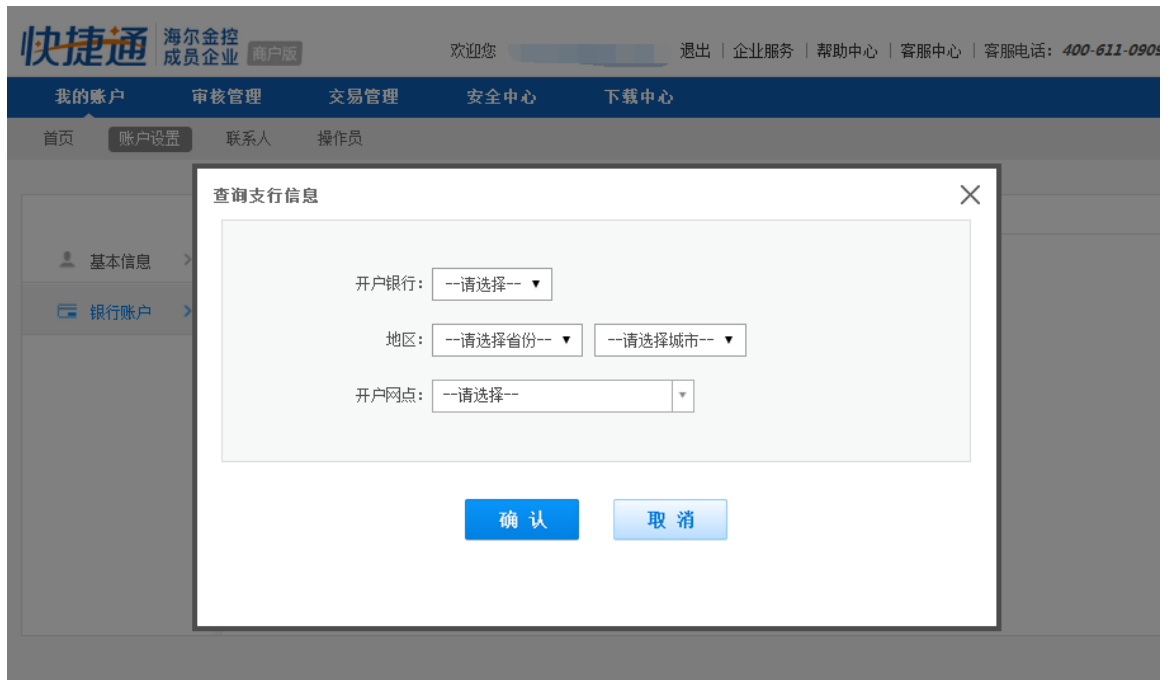 快捷通 海尔金控 成员企业 商户版
欢迎您 退出 | 企业服务 | 帮助中心 | 客服中心 | 客服电话：400-611-0909
我的账户 审核管理 交易管理 安全中心 下载中心
首页 账户设置 联系人 操作员
查询支行信息
基本信息
银行账户
开户银行： --请选择--
地区： --请选择省份-- --请选择城市--
开户网点： --请选择--
确 认 取 消